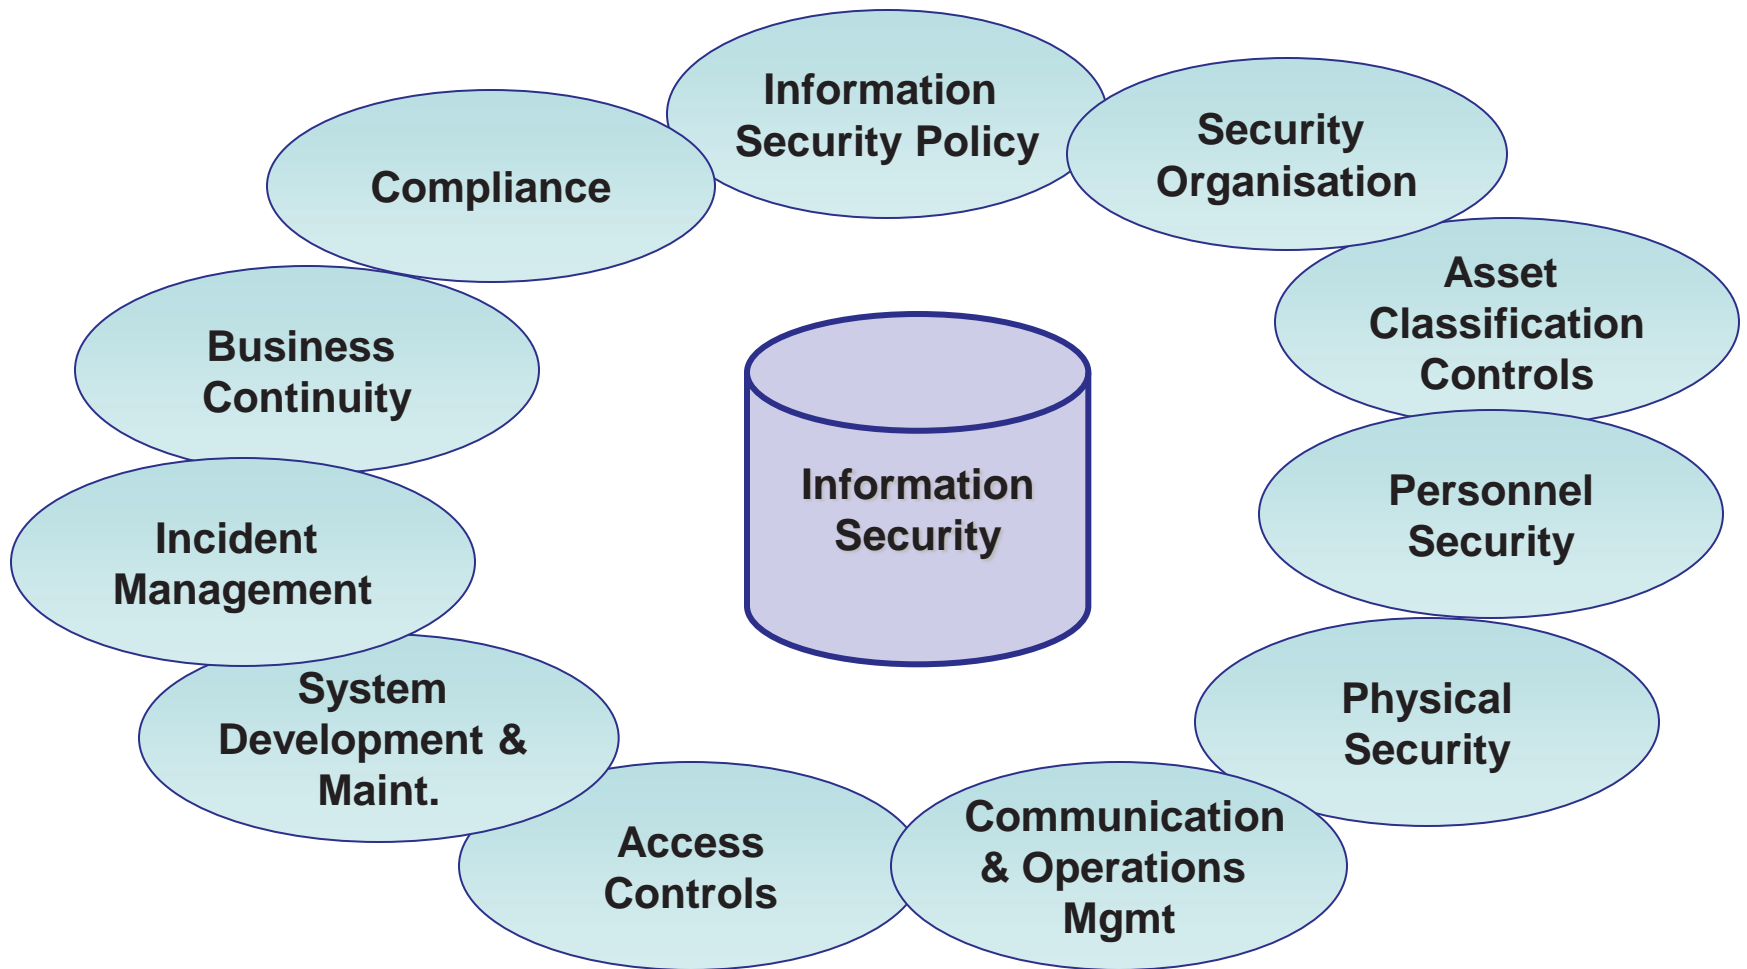 Information
Security Policy
Security
Organisation
Asset
Classification
Controls
Personnel
Security
Physical
Security
Communication
& Operations
Mgmt
Access
Controls
System
Development &
Maint.
Incident
Management
Business
Continuity
Compliance
Information
Security